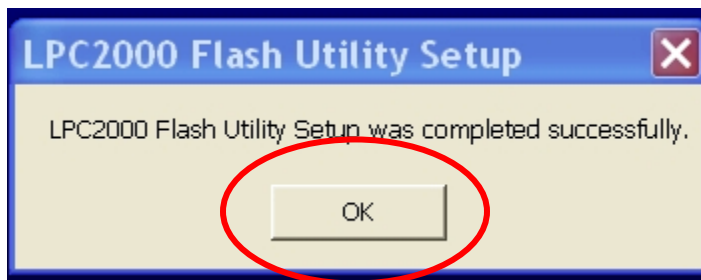 LPC2000 Flash Utility Setup
LPC2000 Flash Utility Setup was completed successfully.
OK